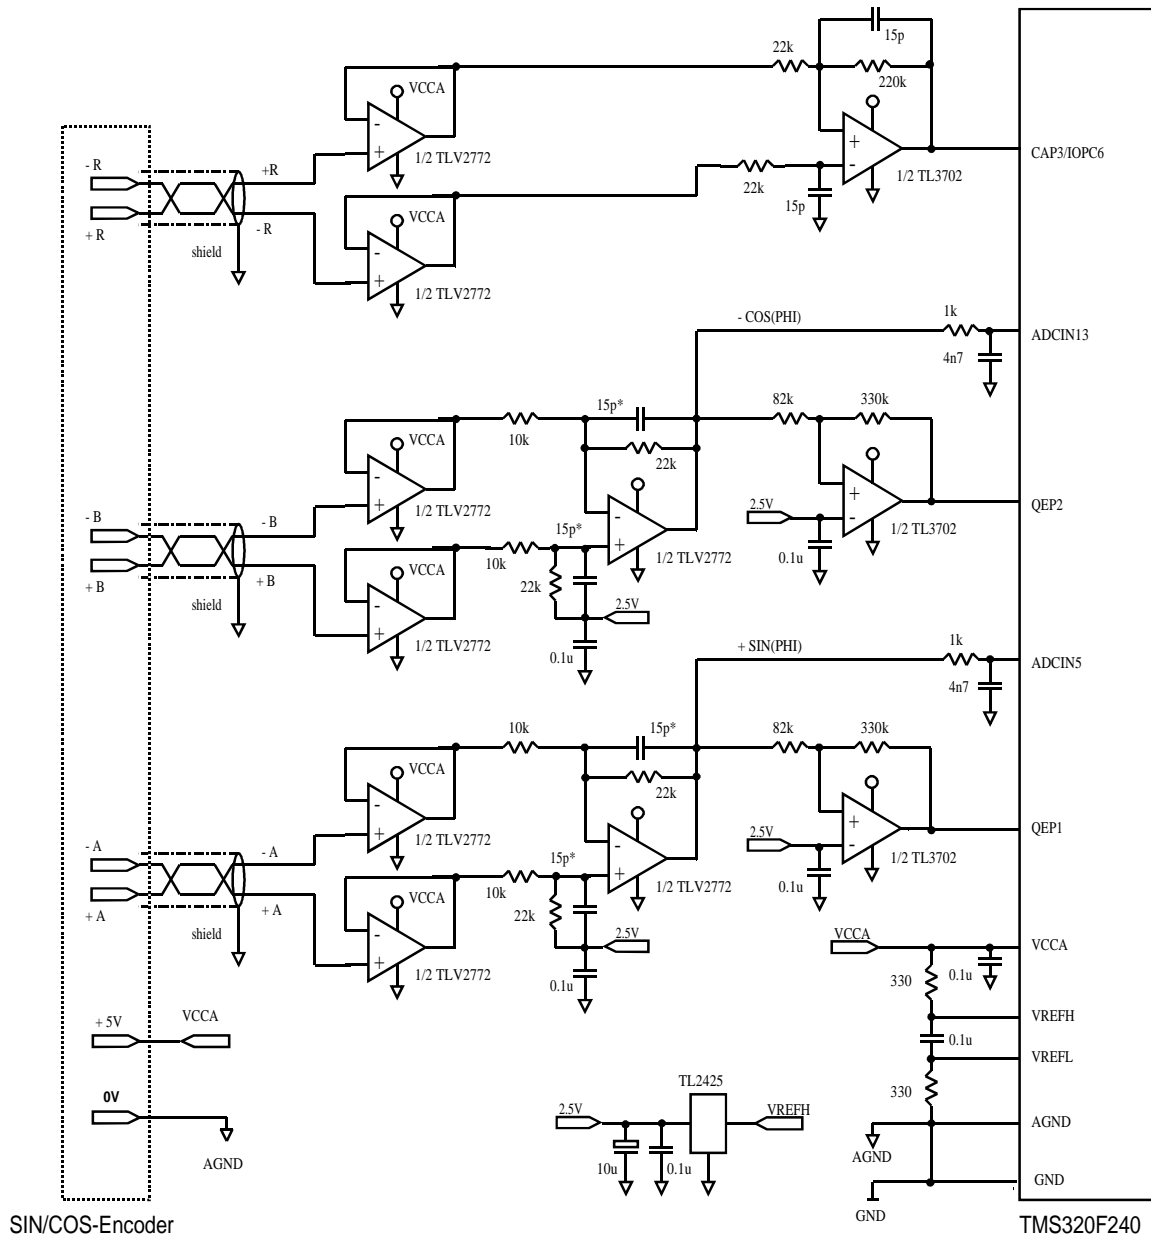 15p
22k
220k
VCCA
- R
+R
+
-
CAP3/IOPC6
-
+
1/2 TLV2772
1/2 TL3702
22k
15p
+ R
- R
VCCA
shield
-
+
1/2 TLV2772
- COS(PHI)
1k
ADCIN13
4n7
15p*
82k
330k
10k
VCCA
22k
-
+
1/2 TLV2772
+
-
2.5V
QEP2
- B
- B
-
+
15p*
1/2 TL3702
1/2 TLV2772
0.1u
10k
VCCA
+ B
+ B
22k
shield
-
+
2.5V
1/2 TLV2772
0.1u
+ SIN(PHI)
1k
ADCIN5
4n7
10k
15p*
82k
330k
VCCA
22k
-
+
1/2 TLV2772
+
-
2.5V
QEP1
- A
- A
-
+
15p*
1/2 TL3702
1/2 TLV2772
0.1u
10k
VCCA
+ A
+ A
22k
shield
-
+
2.5V
VCCA
VCCA
1/2 TLV2772
0.1u
330
0.1u
+ 5V
VCCA
VREFH
0.1u
VREFL
TL2425
330
0V
2.5V
VREFH
AGND
AGND
10u
0.1u
AGND
GND
GND
SIN/COS-Encoder
TMS320F240